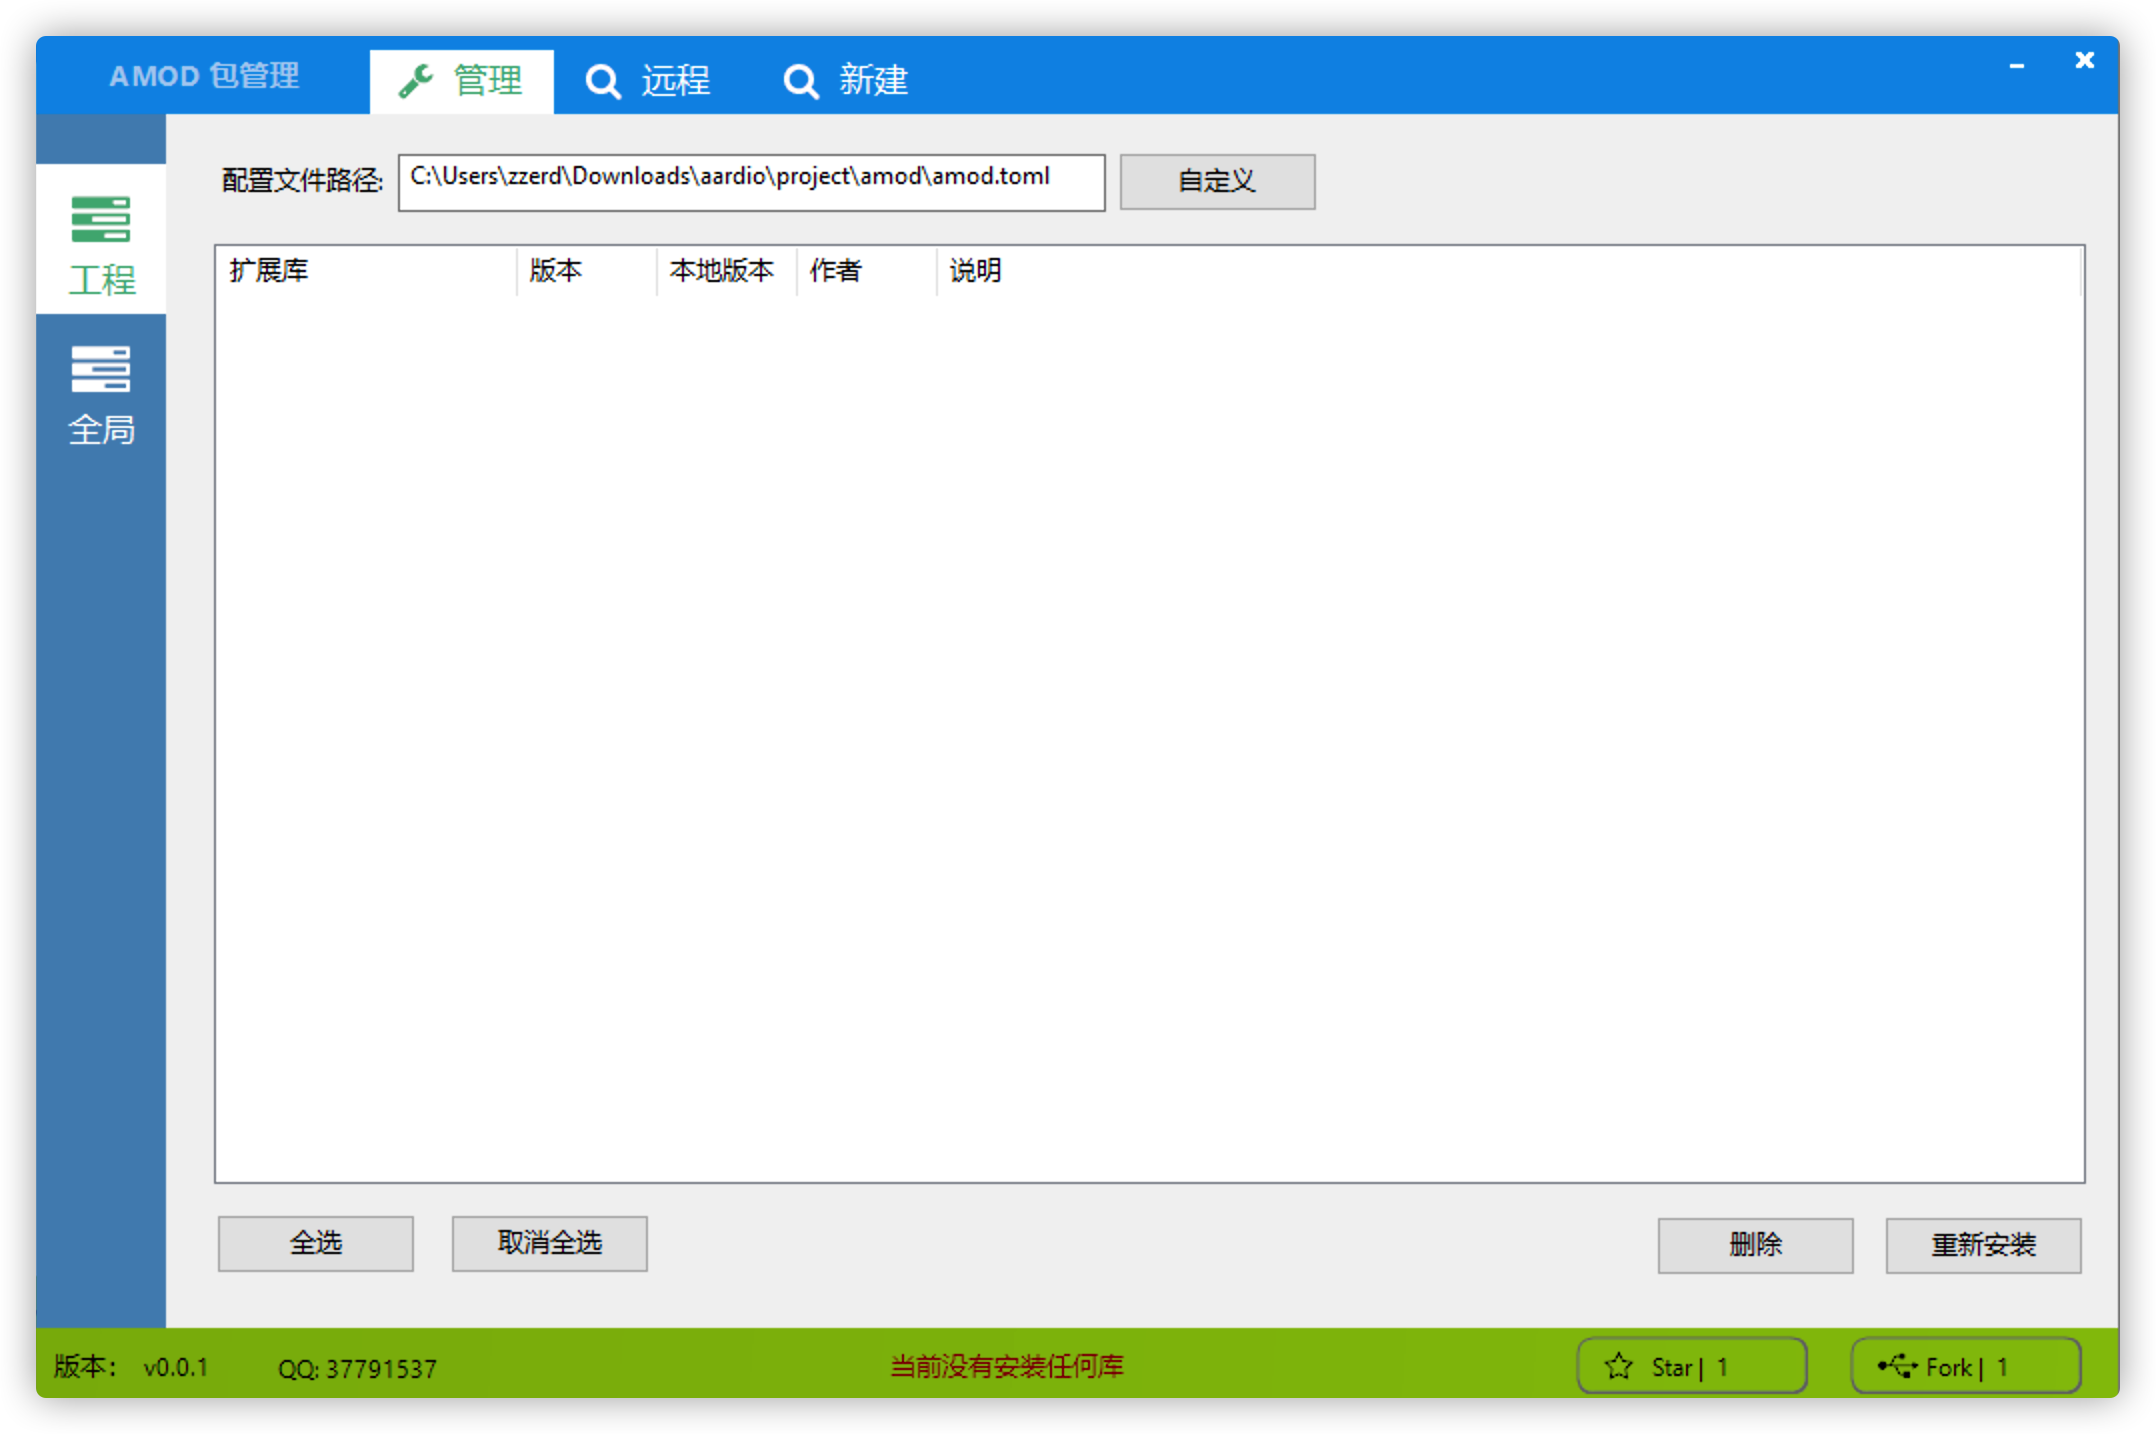 AMOD 包管理
管理
远程
新建
工程
全局
配置文件路径:
C:\Users\zzerd\Downloads\aardio\project\amod\amod.toml
自定义
扩展库 版本 本地版本 作者 说明
全选
取消全选
删除
重新安装
版本： v0.0.1
QQ: 37791537
当前没有安装任何库
Star | 1
Fork | 1